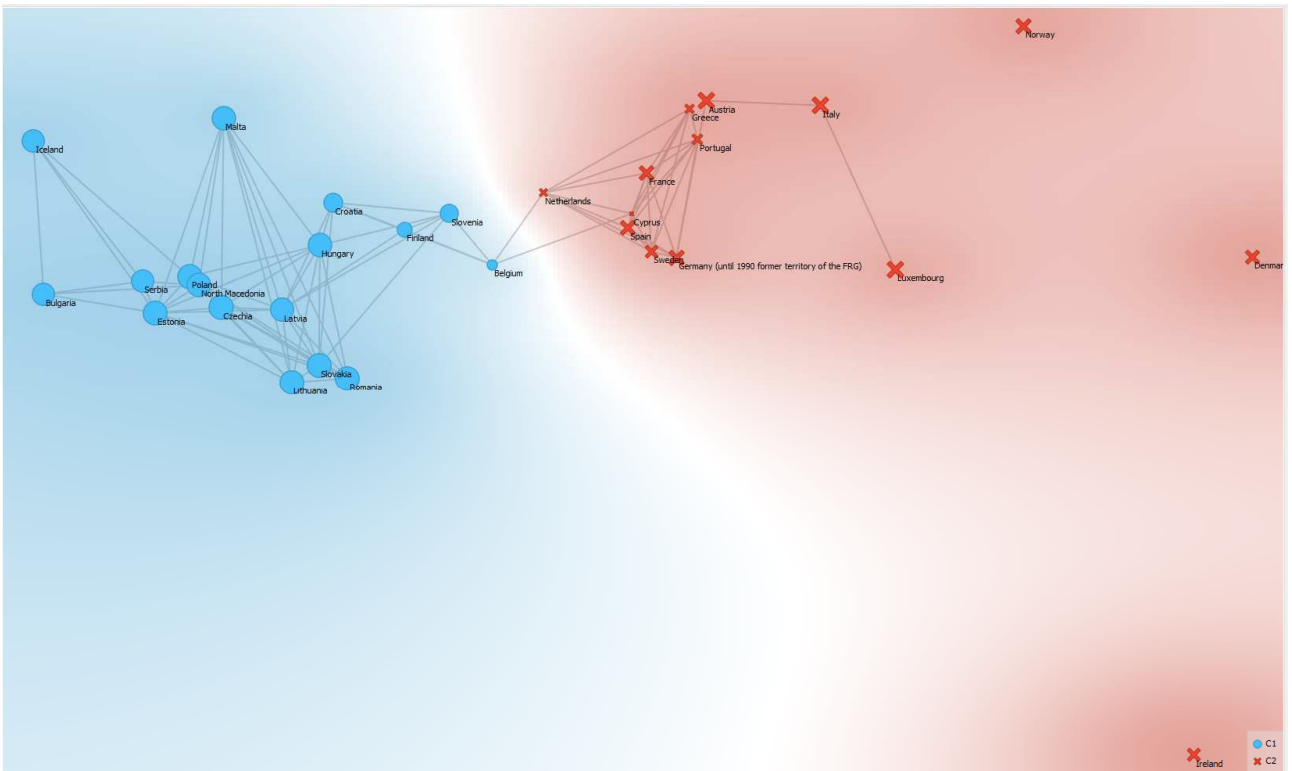 Norway
Austria
Greece
Italy
Malta
Portugal
Iceland
France
Netherlands
Croatia
Slovenia
Cyprus
Finland
Spain
Hungary
Sweden
Germany (until 1990 former territory of the FRG)
Denmar
Belgium
Luxembourg
Serbia
Poland
North Macedonia
Bulgaria
Estonia
Czechia
Latvia
Slovakia
Lithuania
Romania
C1
C2
Ireland